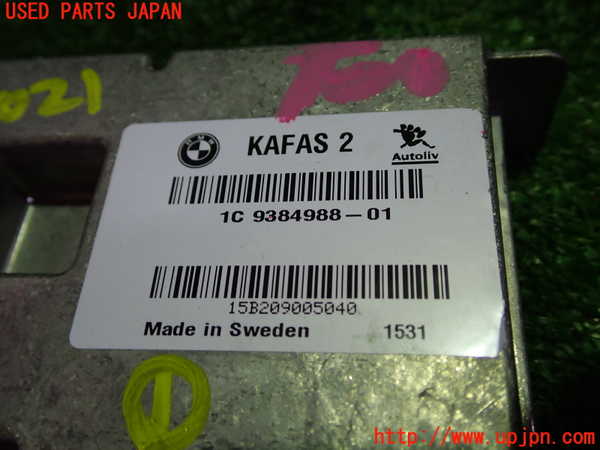 USED PARTS JAPAN
021
BMW
KAFAS 2
Autoliv
1C 9384988-01
15B209005040
Made in Sweden
1531
http://www.upjpn.com/